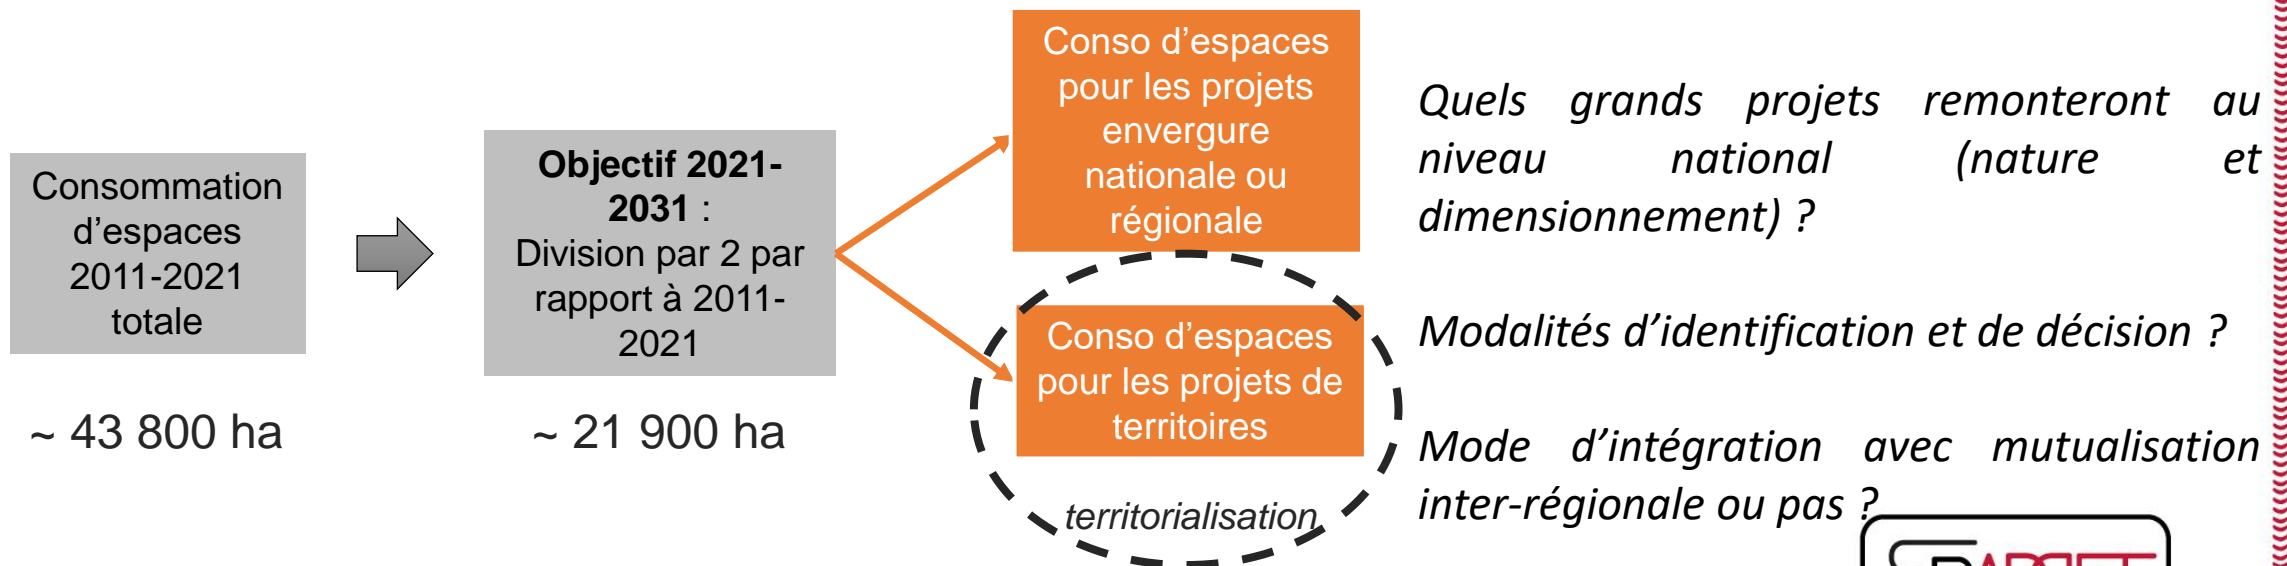 Consommation
d’espaces
2011-2021
totale
~ 43 800 ha
Objectif 2021-
2031 :
Division par 2 par
rapport à 2011-
2021
~ 21 900 ha
Conso d’espaces
pour les projets
envergure
nationale ou
régionale
Conso d’espaces
pour les projets de
territoires
territorialisation
Quels grands projets remonteront au
niveau national (nature et
dimensionnement) ?
Modalités d’identification et de décision ?
Mode d’intégration avec mutualisation
inter-régionale ou pas ?